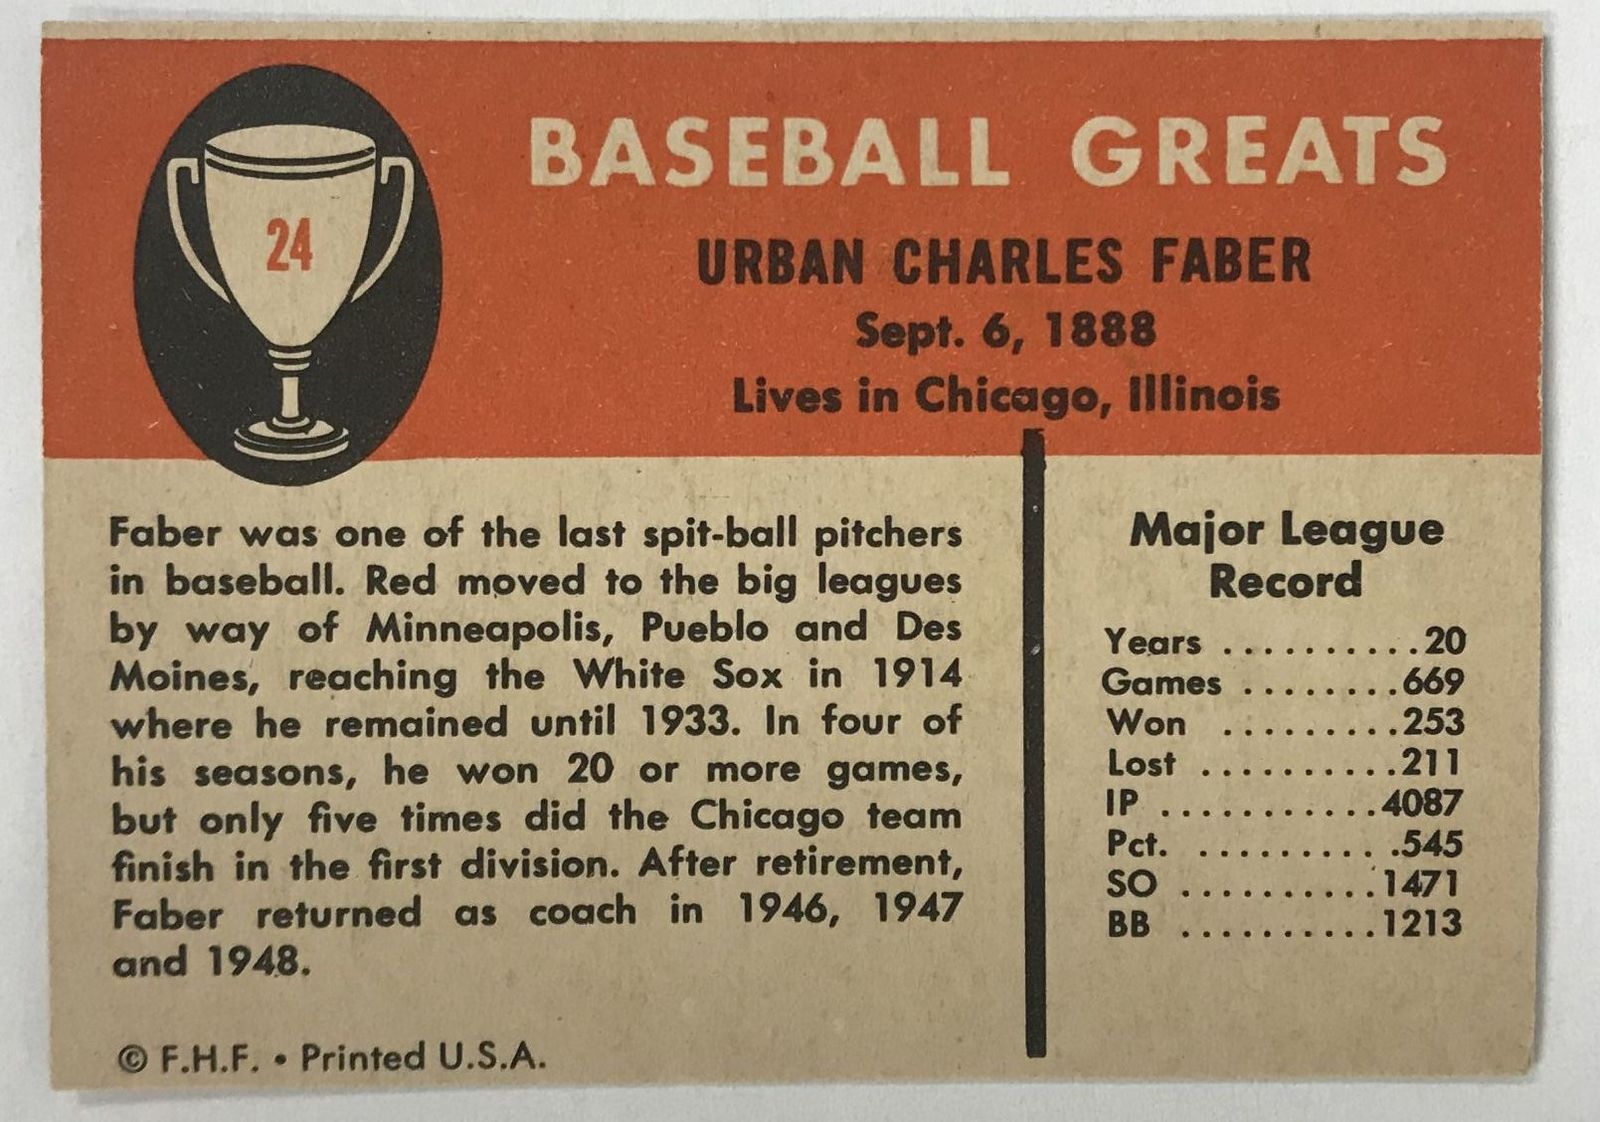 24
BASEBALL GREATS
URBAN CHARLES FABER
Sept. 6, 1888
Lives in Chicago, Illinois
Faber was one of the last spit-ball pitchers
in baseball. Red moved to the big leagues
by way of Minneapolis, Pueblo and Des
Moines, reaching the White Sox in 1914
where he remained until 1933. In four of
his seasons, he won 20 or more games,
but only five times did the Chicago team
finish in the first division. After retirement,
Faber returned as coach in 1946, 1947
and 1948.
© F.H.F. • Printed U.S.A.
Major League
Record
Years ..........20
Games ........669
Won .........253
Lost ..........211
IP ...........4087
Pct. ..........545
SO ..........1471
BB ..........1213